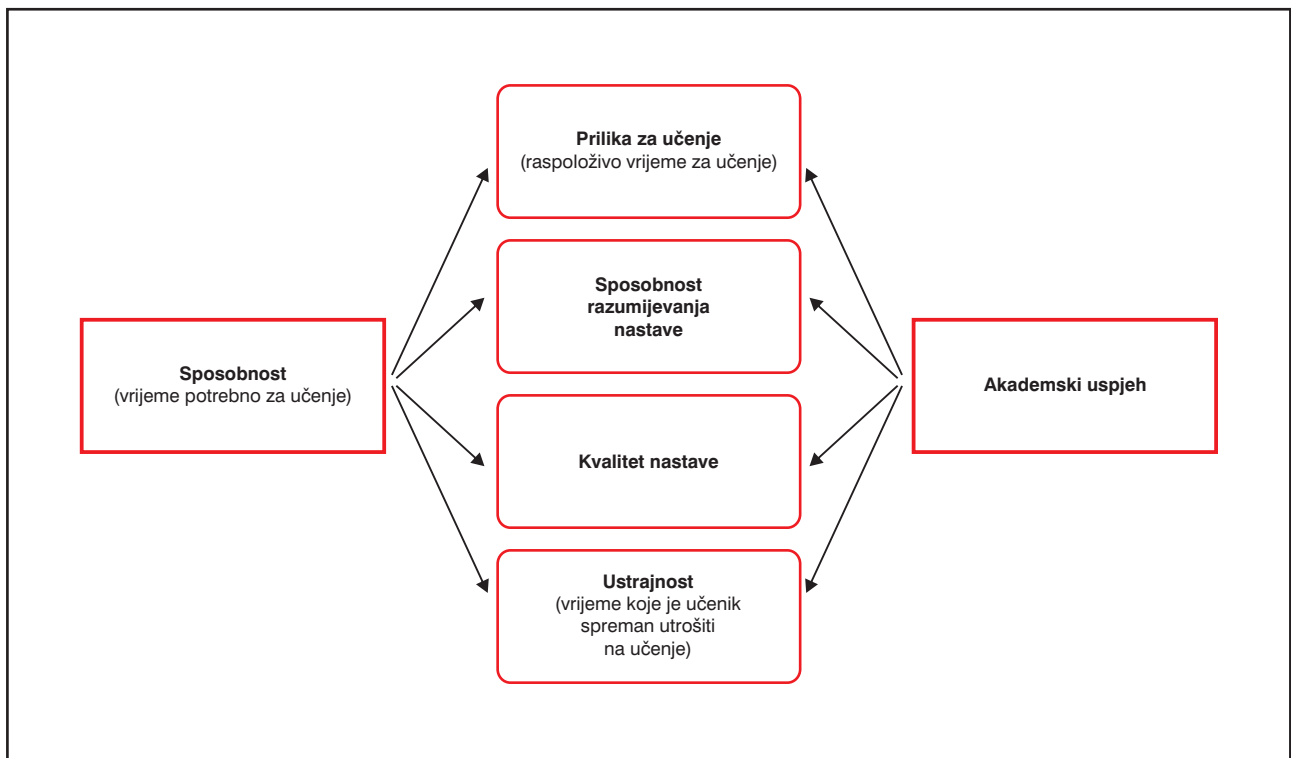 Prilika za učenje
(raspoloživo vrijeme za učenje)
Sposobnost
razumijevanja
nastave
Sposobnost
(vrijeme potrebno za učenje)
Akademski uspjeh
Kvalitet nastave
Ustrajnost
(vrijeme koje je učenik
spreman utrošiti
na učenje)